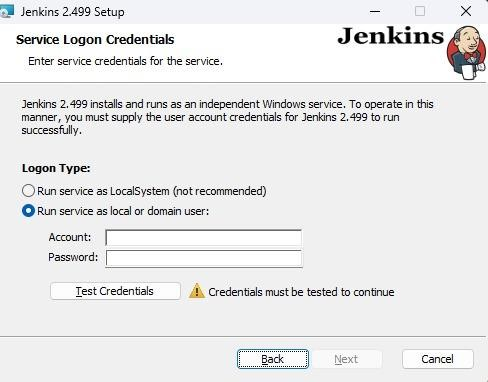 Jenkins 2.499 Setup
Service Logon Credentials
Enter service credentials for the service.
Jenkins
Jenkins 2.499 installs and runs as an independent Windows service. To operate in this
manner, you must supply the user account credentials for Jenkins 2.499 to run
successfully.
Logon Type:
Run service as LocalSystem (not recommended)
Run service as local or domain user:
Account:
Password:
Test Credentials
Credentials must be tested to continue
Back
Next
Cancel